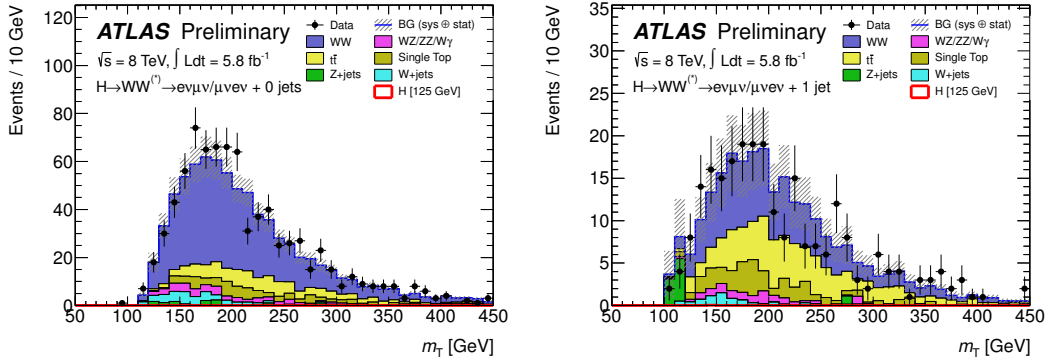 ATLAS Preliminary
√s = 8 TeV, ∫ Ldt = 5.8 fb⁻¹
H→WW(*)→eνμν/μνeν + 0 jets
Data
BG (sys ⊕ stat)
WW
WZ/ZZ/Wγ
tt̄
Single Top
Z+jets
W+jets
H [125 GeV]
Events / 10 GeV
120
100
80
60
40
20
0
50 100 150 200 250 300 350 400 450
m_T [GeV]
ATLAS Preliminary
√s = 8 TeV, ∫ Ldt = 5.8 fb⁻¹
H→WW(*)→eνμν/μνeν + 1 jet
Data
BG (sys ⊕ stat)
WW
WZ/ZZ/Wγ
tt̄
Single Top
Z+jets
W+jets
H [125 GeV]
Events / 10 GeV
35
30
25
20
15
10
5
0
50 100 150 200 250 300 350 400 450
m_T [GeV]